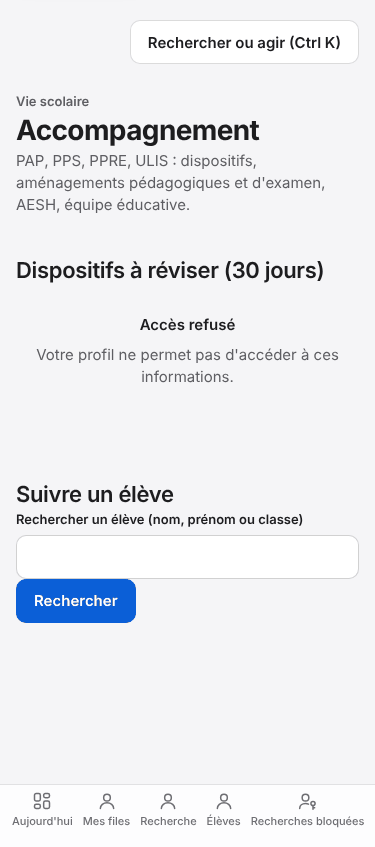 Rechercher ou agir (Ctrl K)
Vie scolaire
Accompagnement
PAP, PPS, PPRE, ULIS : dispositifs,
aménagements pédagogiques et d'examen,
AESH, équipe éducative.
Dispositifs à réviser (30 jours)
Accès refusé
Votre profil ne permet pas d'accéder à ces
informations.
Suivre un élève
Rechercher un élève (nom, prénom ou classe)
Rechercher
Aujourd'hui
Mes files
Recherche
Élèves
Recherches bloquées